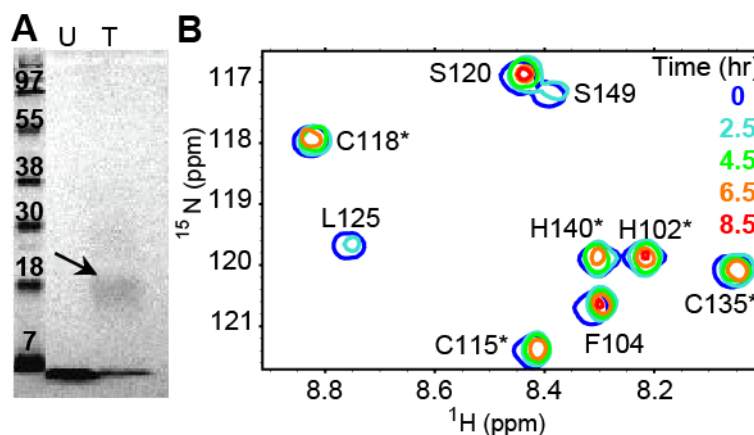 A U T B
97
55
38
30
18
7
117
118
119
120
121
15N (ppm)
8.8 8.6 8.4 8.2
1H (ppm)
S120
S149
C118*
L125
H140* H102*
C135*
C115* F104
Time (hr)
0
2.5
4.5
6.5
8.5